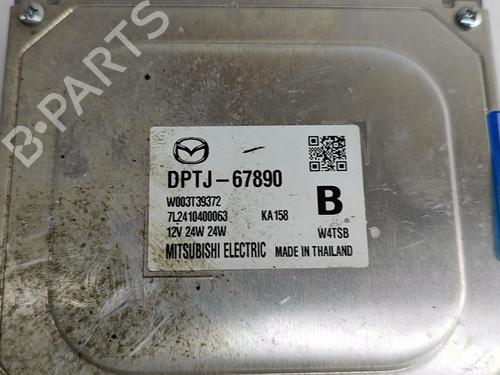 B-PARTS
DPTJ-67890
W003T39372
7L2410400063 KA158 B
12V 24W 24W W4TSB
MITSUBISHI ELECTRIC MADE IN THAILAND